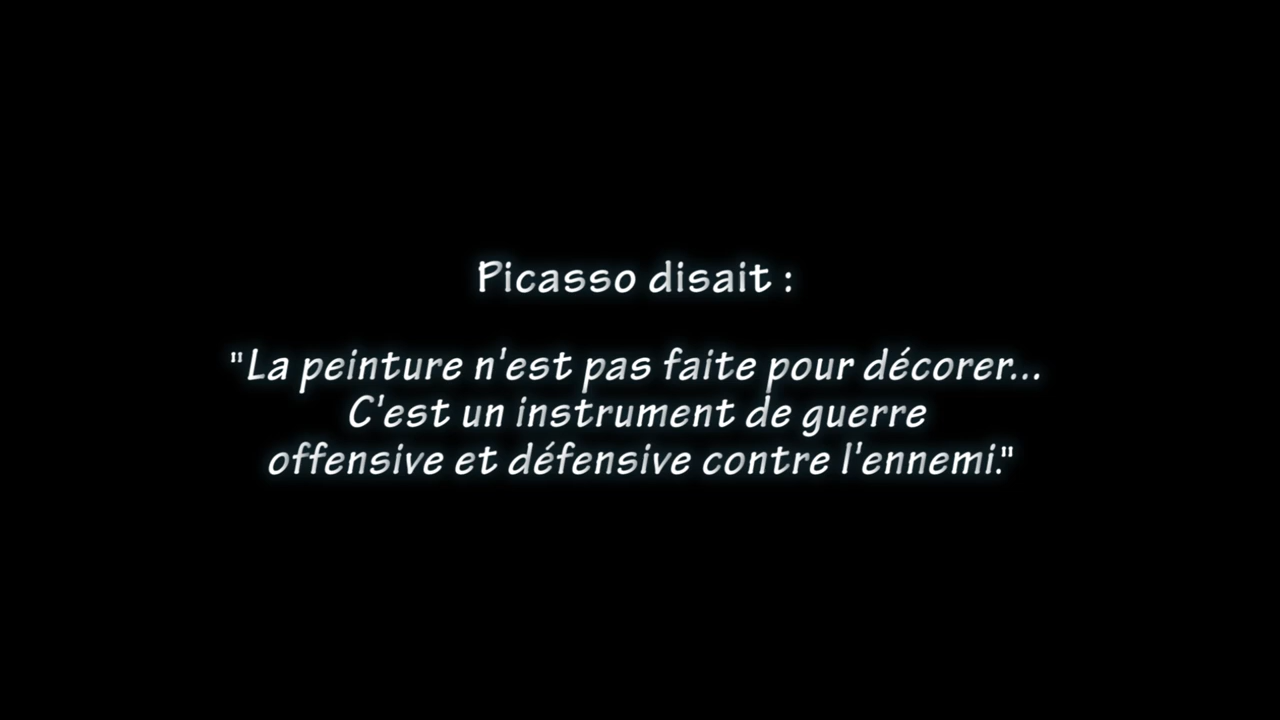 Picasso disait :
"La peinture n'est pas faite pour décorer...
C'est un instrument de guerre
offensive et défensive contre l'ennemi."